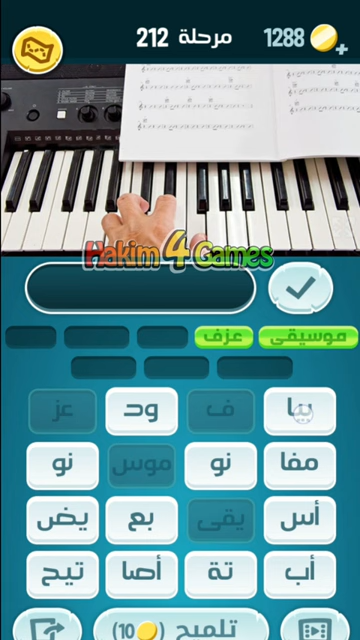 1288 مرحلة 212
Hakim 4 Games
موسيقى عزف
بيا ف ود عز
مفا نو موس نو
أس يقى بع يض
أب تة أصا تيح
تلميح (10)